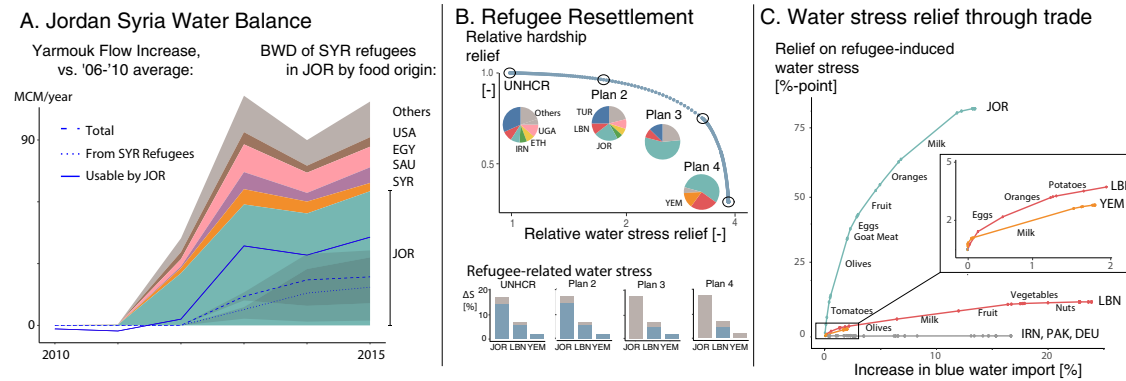 A. Jordan Syria Water Balance
Yarmouk Flow Increase,
vs. '06-'10 average:
BWD of SYR refugees
in JOR by food origin:
MCM/year
90
0
Total
From SYR Refugees
Usable by JOR
Others
USA
EGY
SAU
SYR
JOR
2010
2015
B. Refugee Resettlement
Relative hardship
relief
[-]
1.0
0.5
UNHCR
Plan 2
Plan 3
Plan 4
Others
UGA
ETH
IRN
TUR
LBN
JOR
YEM
1
2
4
Relative water stress relief [-]
Refugee-related water stress
UNHCR
Plan 2
Plan 3
Plan 4
ΔS
[%]
20
10
0
JOR LBN YEM
JOR LBN YEM
JOR LBN YEM
JOR LBN YEM
C. Water stress relief through trade
Relief on refugee-induced
water stress
[%-point]
75
50
25
0
JOR
Milk
Oranges
Fruit
Eggs
Goat Meat
Olives
Tomatoes
Olives
Milk
Fruit
Vegetables
Nuts
LBN
IRN, PAK, DEU
5
2
0
1
2
Eggs
Oranges
Potatoes
Milk
LBN
YEM
0
10
20
Increase in blue water import [%]